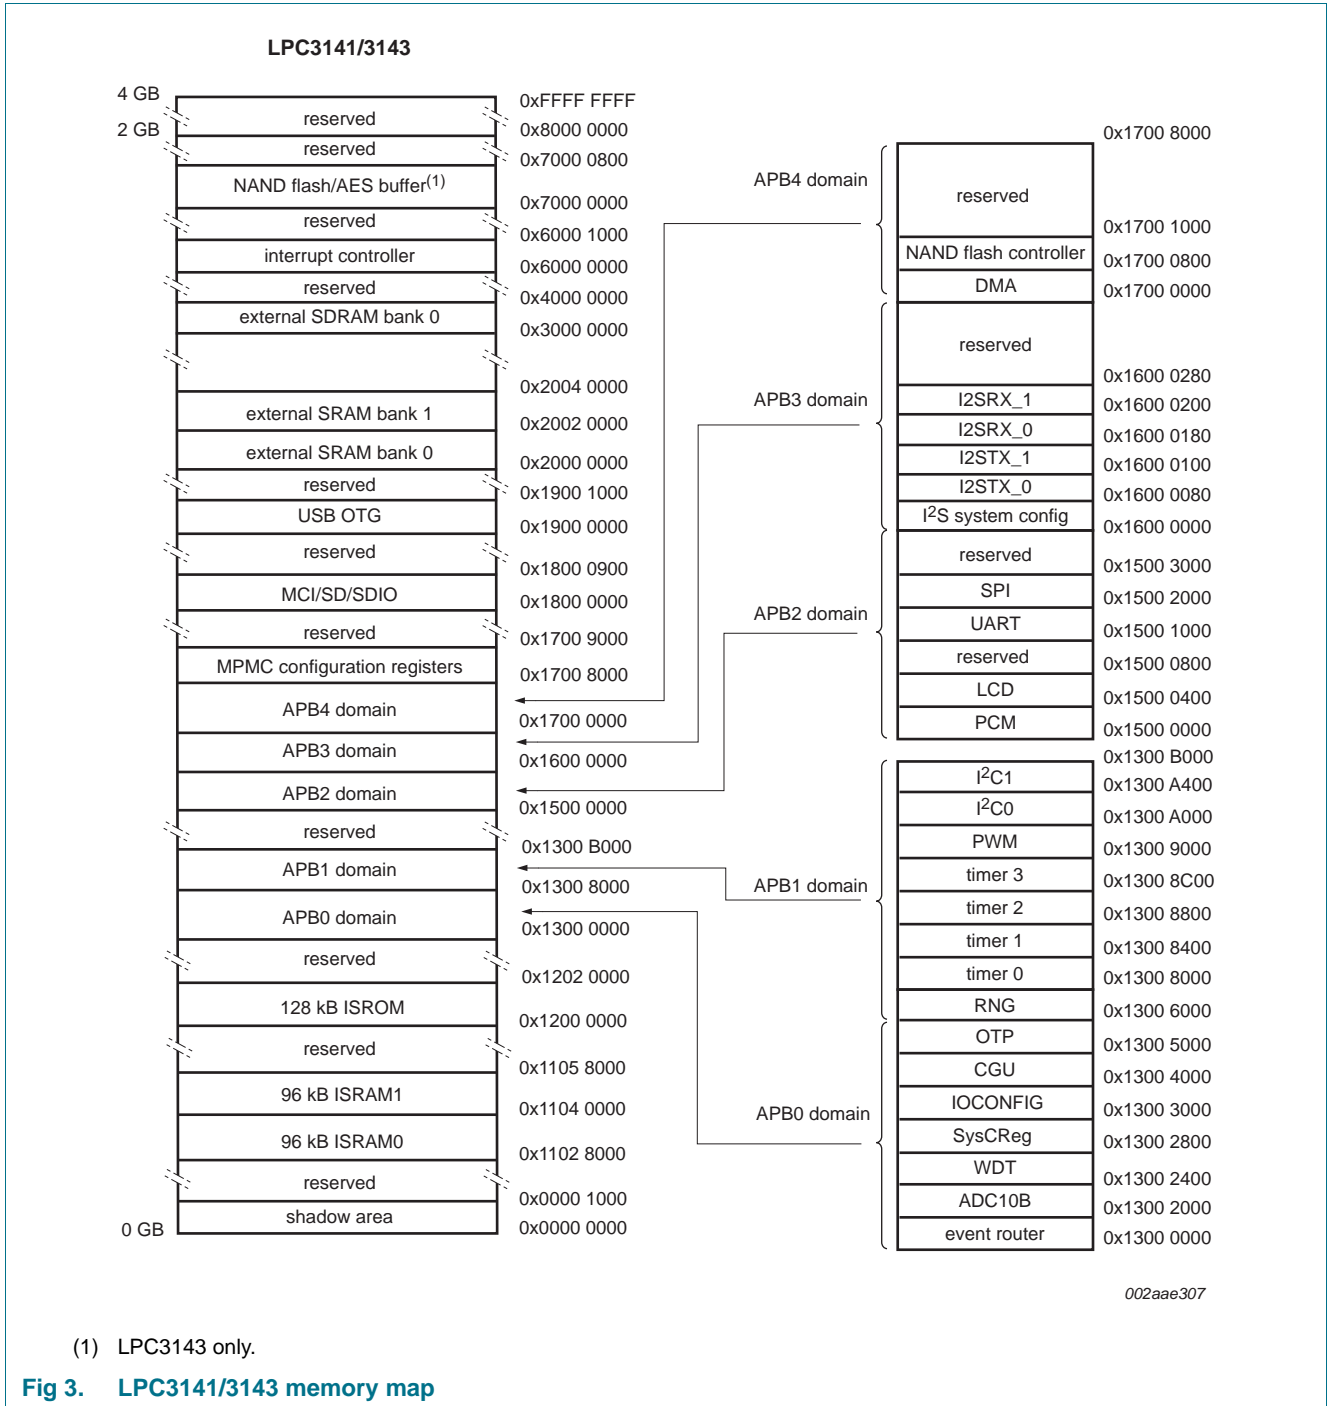 LPC3141/3143
4 GB
0xFFFF FFFF
reserved
2 GB
0x8000 0000
reserved
0x7000 0800
NAND flash/AES buffer(1)
0x7000 0000
reserved
0x6000 1000
interrupt controller
0x6000 0000
reserved
0x4000 0000
external SDRAM bank 0
0x3000 0000
0x2004 0000
external SRAM bank 1
0x2002 0000
external SRAM bank 0
0x2000 0000
reserved
0x1900 1000
USB OTG
0x1900 0000
reserved
0x1800 0900
MCI/SD/SDIO
0x1800 0000
reserved
0x1700 9000
MPMC configuration registers
0x1700 8000
APB4 domain
0x1700 0000
APB3 domain
0x1600 0000
APB2 domain
0x1500 0000
reserved
0x1300 B000
APB1 domain
0x1300 8000
APB0 domain
0x1300 0000
reserved
0x1202 0000
128 kB ISROM
0x1200 0000
reserved
0x1105 8000
96 kB ISRAM1
0x1104 0000
96 kB ISRAM0
0x1102 8000
reserved
0x0000 1000
shadow area
0 GB
0x0000 0000
0x1700 8000
APB4 domain
reserved
0x1700 1000
NAND flash controller
0x1700 0800
DMA
0x1700 0000
reserved
0x1600 0280
APB3 domain
I2SRX_1
0x1600 0200
I2SRX_0
0x1600 0180
I2STX_1
0x1600 0100
I2STX_0
0x1600 0080
I2S system config
0x1600 0000
reserved
0x1500 3000
SPI
0x1500 2000
APB2 domain
UART
0x1500 1000
reserved
0x1500 0800
LCD
0x1500 0400
PCM
0x1500 0000
0x1300 B000
I2C1
0x1300 A400
I2C0
0x1300 A000
PWM
0x1300 9000
timer 3
0x1300 8C00
APB1 domain
timer 2
0x1300 8800
timer 1
0x1300 8400
timer 0
0x1300 8000
RNG
0x1300 6000
OTP
0x1300 5000
CGU
0x1300 4000
IOCONFIG
0x1300 3000
APB0 domain
SysCReg
0x1300 2800
WDT
0x1300 2400
ADC10B
0x1300 2000
event router
0x1300 0000
002aae307
(1) LPC3143 only.
Fig 3. LPC3141/3143 memory map